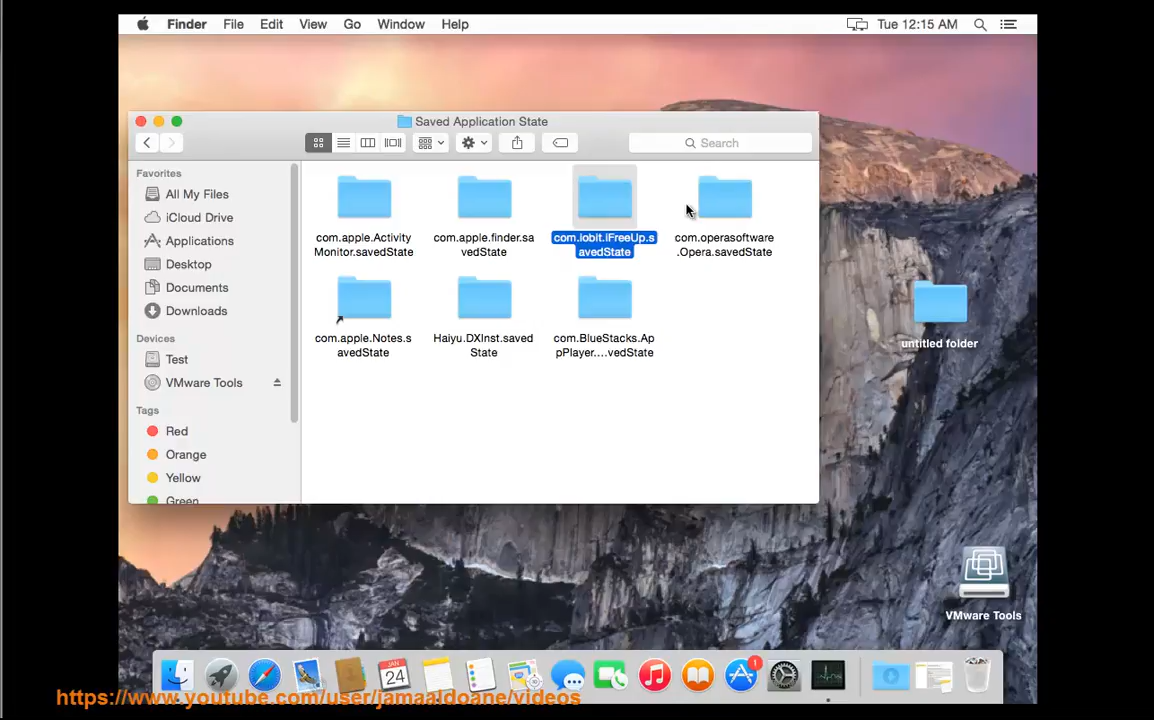 Finder File Edit View Go Window Help Tue 12:15 AM
Saved Application State
Search
Favorites
All My Files
iCloud Drive
Applications
Desktop
Documents
Downloads
Devices
Test
VMware Tools
Tags
Red
Orange
Yellow
Green
com.apple.Activity
Monitor.savedState
com.apple.finder.sa
vedState
com.iobit.iFreeUp.s
avedState
com.operasoftware
.Opera.savedState
com.apple.Notes.s
avedState
Haiyu.DXInst.saved
State
com.BlueStacks.Ap
pPlayer....vedState
untitled folder
VMware Tools
JAN
24
1
https://www.youtube.com/user/jamaaldoane/videos